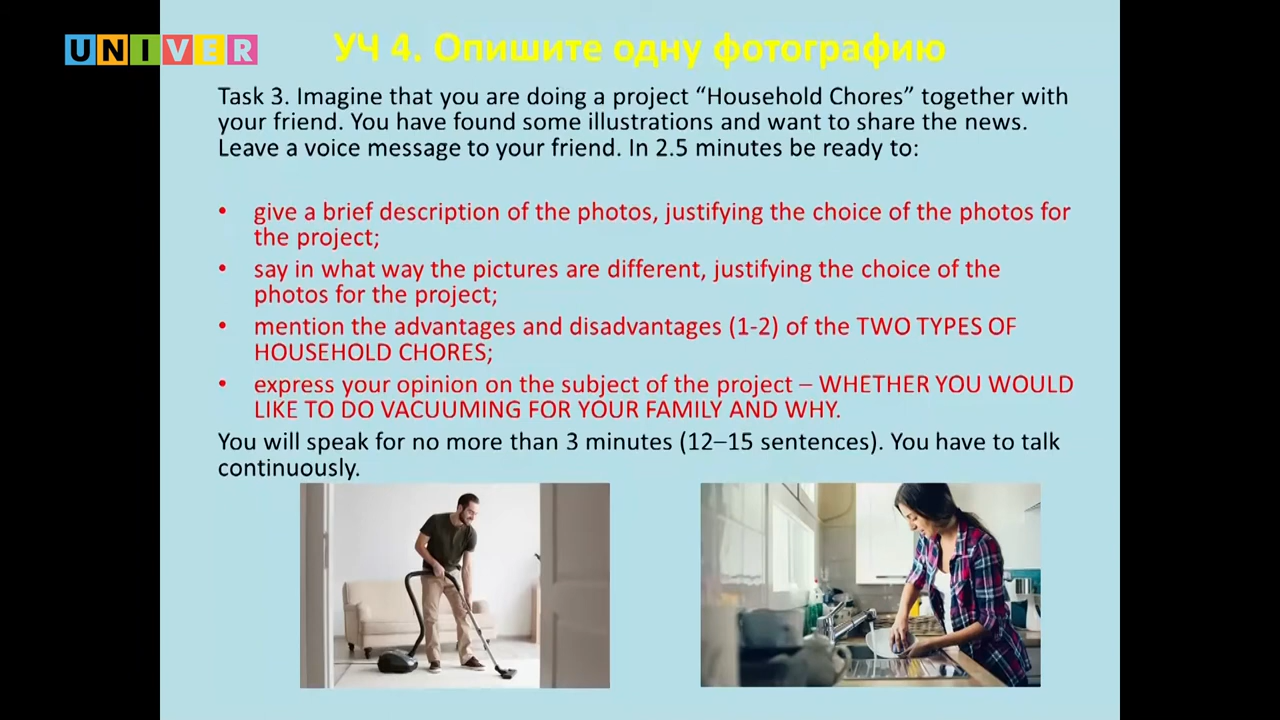 UNIVER
УЧ 4. Опишите одну фотографию
Task 3. Imagine that you are doing a project “Household Chores” together with
your friend. You have found some illustrations and want to share the news.
Leave a voice message to your friend. In 2.5 minutes be ready to:
• give a brief description of the photos, justifying the choice of the photos for
the project;
• say in what way the pictures are different, justifying the choice of the
photos for the project;
• mention the advantages and disadvantages (1-2) of the TWO TYPES OF
HOUSEHOLD CHORES;
• express your opinion on the subject of the project – WHETHER YOU WOULD
LIKE TO DO VACUUMING FOR YOUR FAMILY AND WHY.
You will speak for no more than 3 minutes (12–15 sentences). You have to talk
continuously.